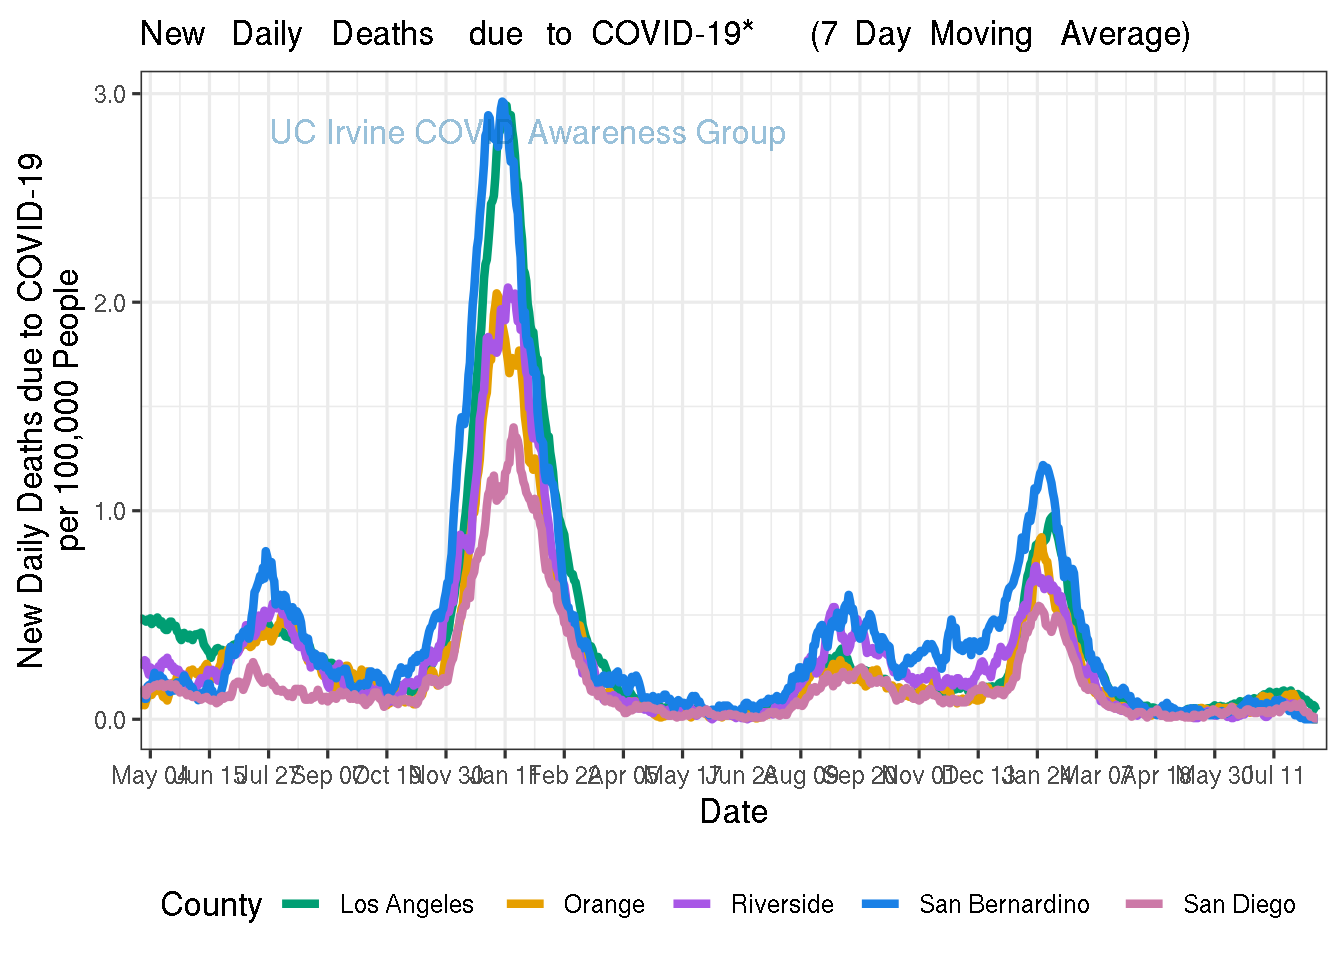 New Daily Deaths due to COVID-19* (7 Day Moving Average)
New Daily Deaths due to COVID-19
per 100,000 People
UC Irvine COVID Awareness Group
3.0
2.0
1.0
0.0
May 04 Jun 15 Jul 27 Sep 07 Oct 19 Nov 30 Jan 11 Feb 22 Apr 05 May 17 Jun 28 Aug 09 Sep 20 Nov 01 Dec 13 Jan 24 Mar 07 Apr 18 May 30 Jul 11
Date
County Los Angeles Orange Riverside San Bernardino San Diego